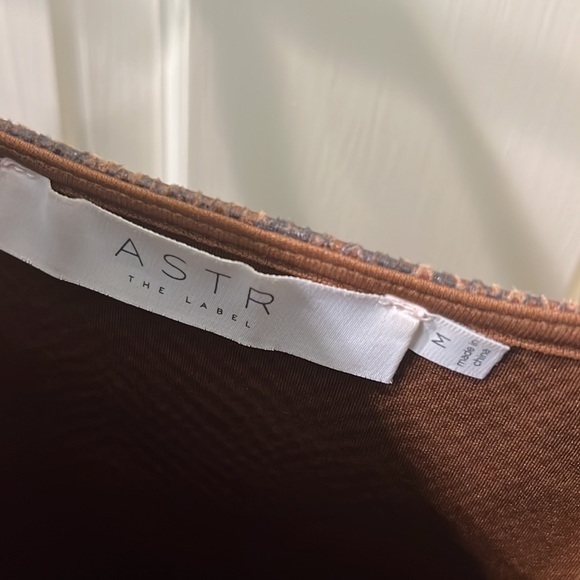 ASTR
THE LABEL
M
made in
china